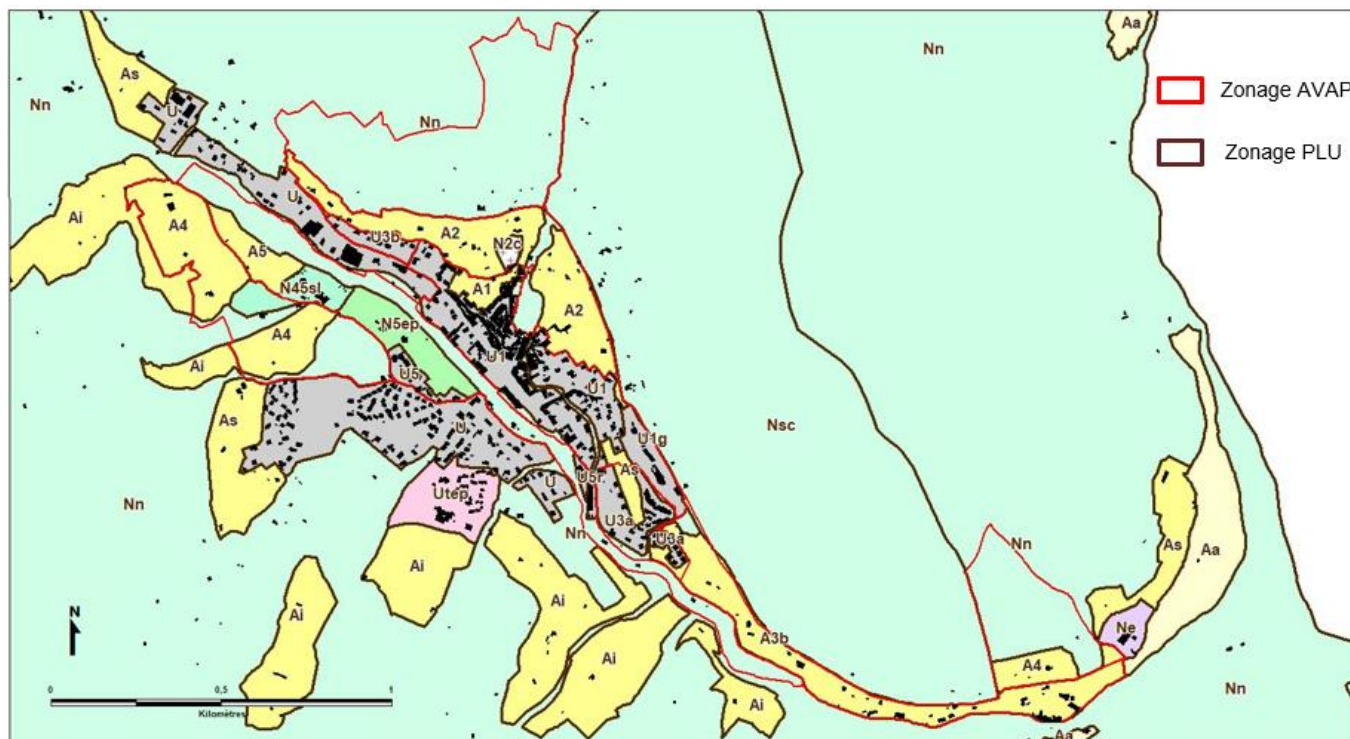 Aa
Nn
As
Nn
U
Zonage AVAP
Nn
Zonage PLU
U
Ai
A4
U3b
A2
N2c
A5
N45sl
A1
A2
N5ep
A4
U1
Ai
U5
U1
As
Nsc
U
U1g
As
Utep
U
U5r
U3a
Nn
Nn
U3a
Nn
As
Aa
Ai
Ai
Ai
Ne
N
Ai
A3b
A4
Nn
0
0,5
1
Kilomètres
Ai
Aa